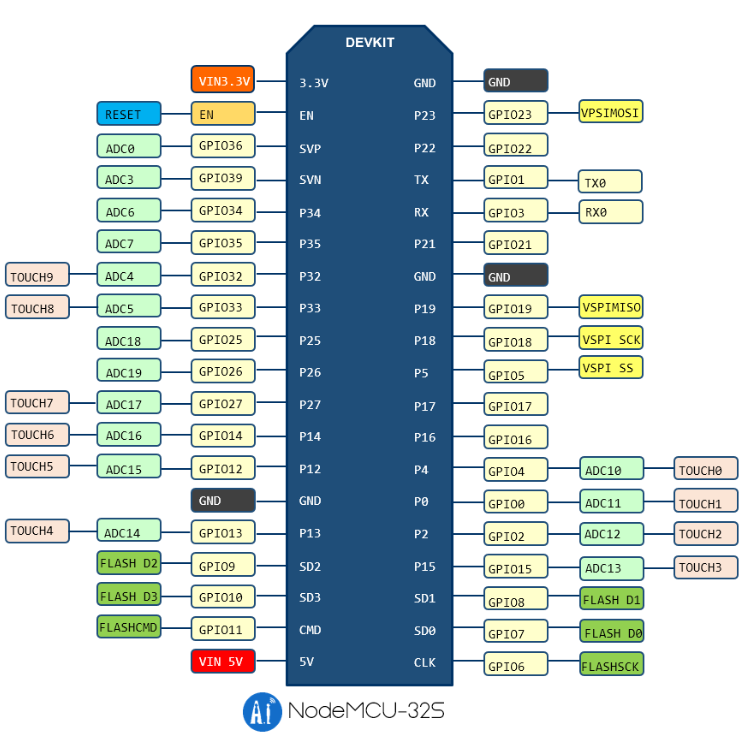 DEVKIT
VIN3.3V 3.3V GND GND
RESET EN EN P23 GPIO23 VPSIMOSI
ADC0 GPIO36 SVP P22 GPIO22
ADC3 GPIO39 SVN TX GPIO1 TX0
ADC6 GPIO34 P34 RX GPIO3 RX0
ADC7 GPIO35 P35 P21 GPIO21
TOUCH9 ADC4 GPIO32 P32 GND GND
TOUCH8 ADC5 GPIO33 P33 P19 GPIO19 VSPIMISO
ADC18 GPIO25 P25 P18 GPIO18 VSPI SCK
ADC19 GPIO26 P26 P5 GPIO5 VSPI SS
TOUCH7 ADC17 GPIO27 P27 P17 GPIO17
TOUCH6 ADC16 GPIO14 P14 P16 GPIO16
TOUCH5 ADC15 GPIO12 P12 P4 GPIO4 ADC10 TOUCH0
GND GND P0 GPIO0 ADC11 TOUCH1
TOUCH4 ADC14 GPIO13 P13 P2 GPIO2 ADC12 TOUCH2
FLASH D2 GPIO9 SD2 P15 GPIO15 ADC13 TOUCH3
FLASH D3 GPIO10 SD3 SD1 GPIO8 FLASH D1
FLASHCMD GPIO11 CMD SD0 GPIO7 FLASH D0
VIN 5V 5V CLK GPIO6 FLASHSCK
Ai NodeMCU-32S